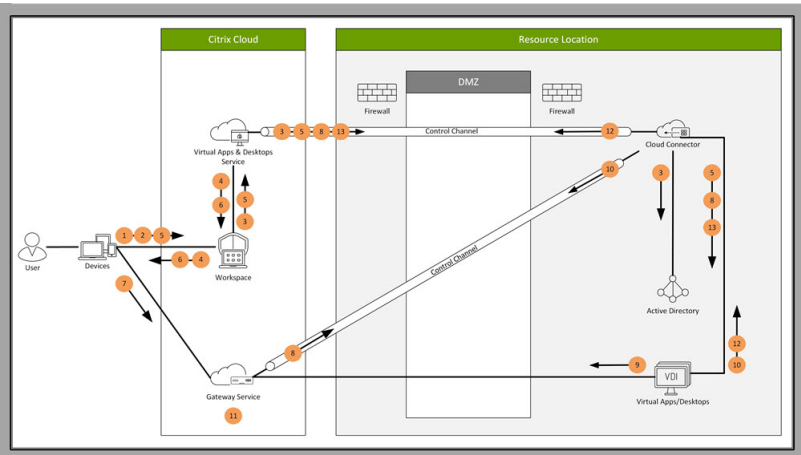 Citrix Cloud
Resource Location
DMZ
Firewall
Firewall
3 5 8 13
Control Channel
12
Virtual Apps & Desktops
Service
Cloud Connector
4
6
5
3
10
3
5
8
13
1 2 5
User
Devices
6 4
Workspace
Control Channel
7
Active Directory
8
12
10
9
VDI
Gateway Service
Virtual Apps/Desktops
11